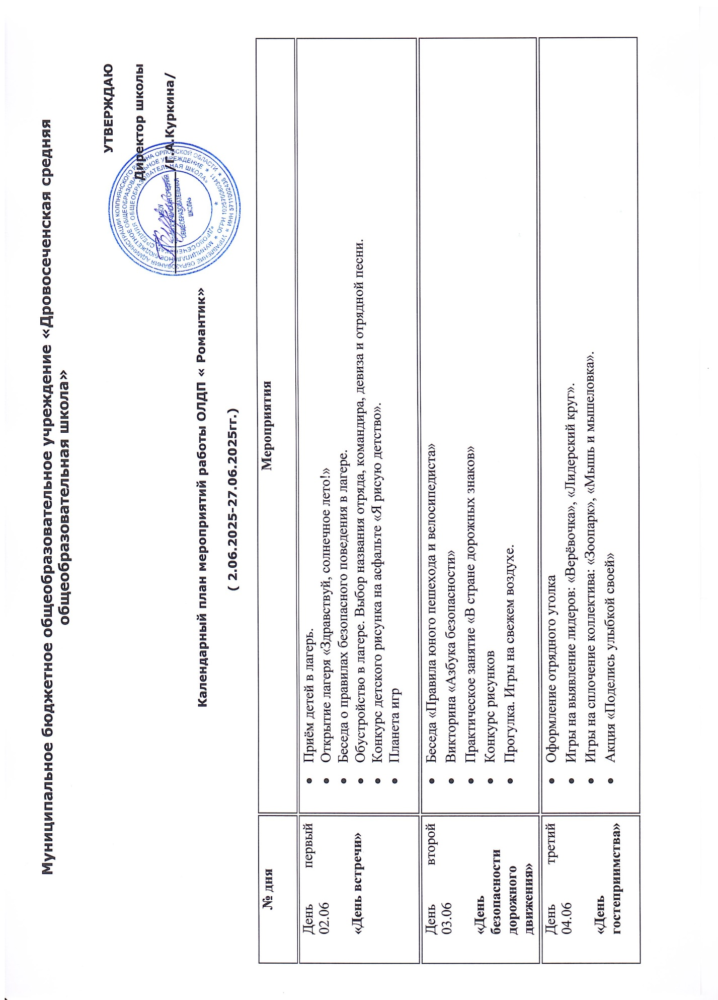 Муниципальное бюджетное общеобразовательное учреждение «Дровосеченская средняя
общеобразовательная школа»
УТВЕРЖДАЮ
Директор школы
/Г.А.Куркина/
УПРАВЛЕНИЕ ОБРАЗОВАНИЯ АДМИНИСТРАЦИИ КОЛПНЯНСКОГО РАЙОНА ОРЛОВСКОЙ ОБЛАСТИ * ИНН 5711002438 *
МУНИЦИПАЛЬНОЕ БЮДЖЕТНОЕ ОБЩЕОБРАЗОВАТЕЛЬНОЕ УЧРЕЖДЕНИЕ * ОГРН 1025700603411 *
«ДРОВОСЕЧЕНСКАЯ СРЕДНЯЯ ОБЩЕОБРАЗОВАТЕЛЬНАЯ ШКОЛА» *
МБОУ
СРЕДНЯЯ
ОБЩЕОБРАЗОВАТЕЛЬНАЯ
ШКОЛА»
Календарный план мероприятий работы ОЛДП « Романтик»
( 2.06.2025-27.06.2025гг.)
№ дня
Мероприятия
День первый
02.06
«День встречи»
• Приём детей в лагерь.
• Открытие лагеря «Здравствуй, солнечное лето!»
• Беседа о правилах безопасного поведения в лагере.
• Обустройство в лагере. Выбор названия отряда, командира, девиза и отрядной песни.
• Конкурс детского рисунка на асфальте «Я рисую детство».
• Планета игр
День второй
03.06
«День
безопасности
дорожного
движения»
• Беседа «Правила юного пешехода и велосипедиста»
• Викторина «Азбука безопасности»
• Практическое занятие «В стране дорожных знаков»
• Конкурс рисунков
• Прогулка. Игры на свежем воздухе.
День третий
04.06
«День
гостеприимства»
• Оформление отрядного уголка
• Игры на выявление лидеров: «Верёвочка», «Лидерский круг».
• Игры на сплочение коллектива: «Зоопарк», «Мышь и мышеловка».
• Акция «Поделись улыбкой своей»